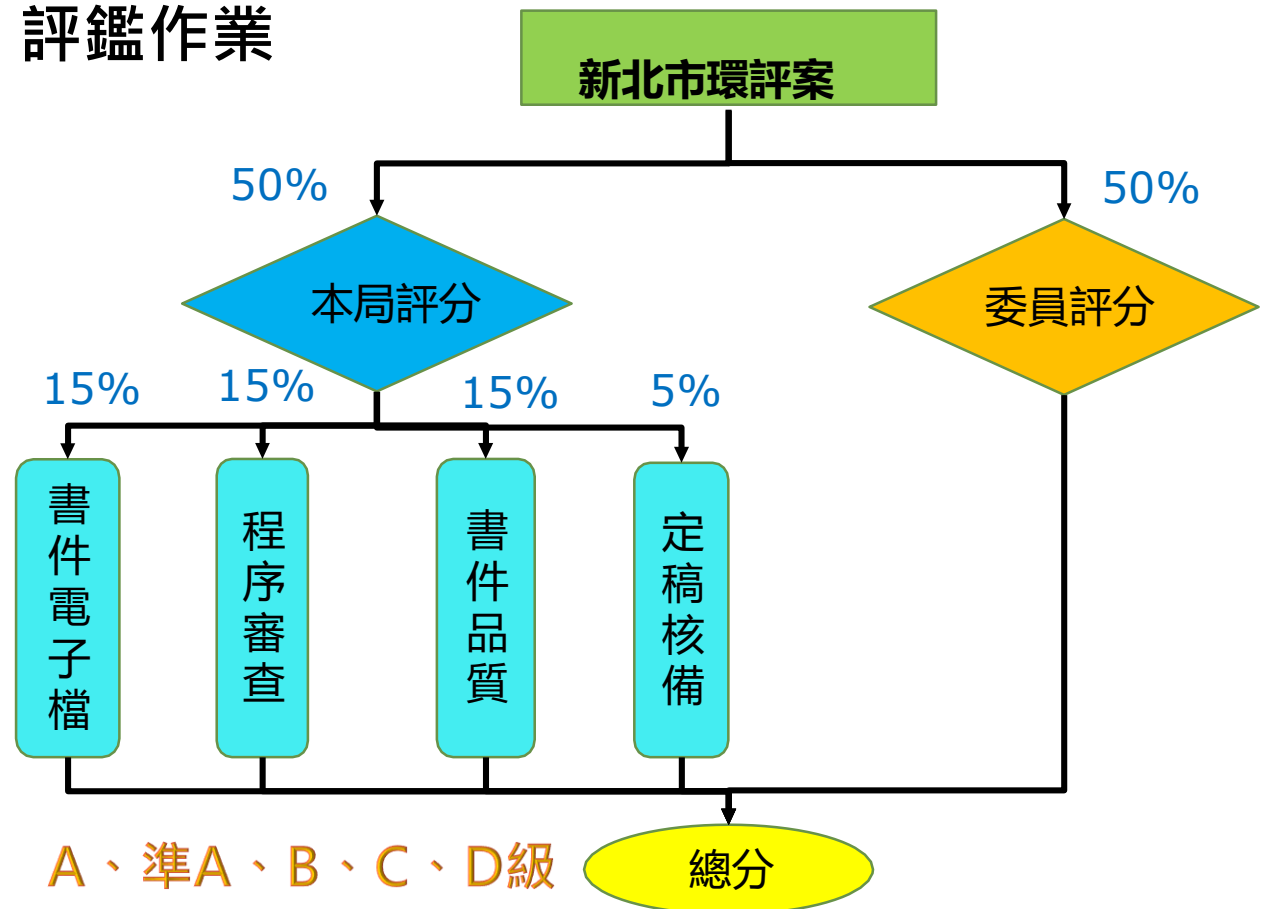 評鑑作業
新北市環評案
50%
50%
本局評分
委員評分
15%
15%
15%
5%
書件電子檔
程序審查
書件品質
定稿核備
A、準A、B、C、D級
總分